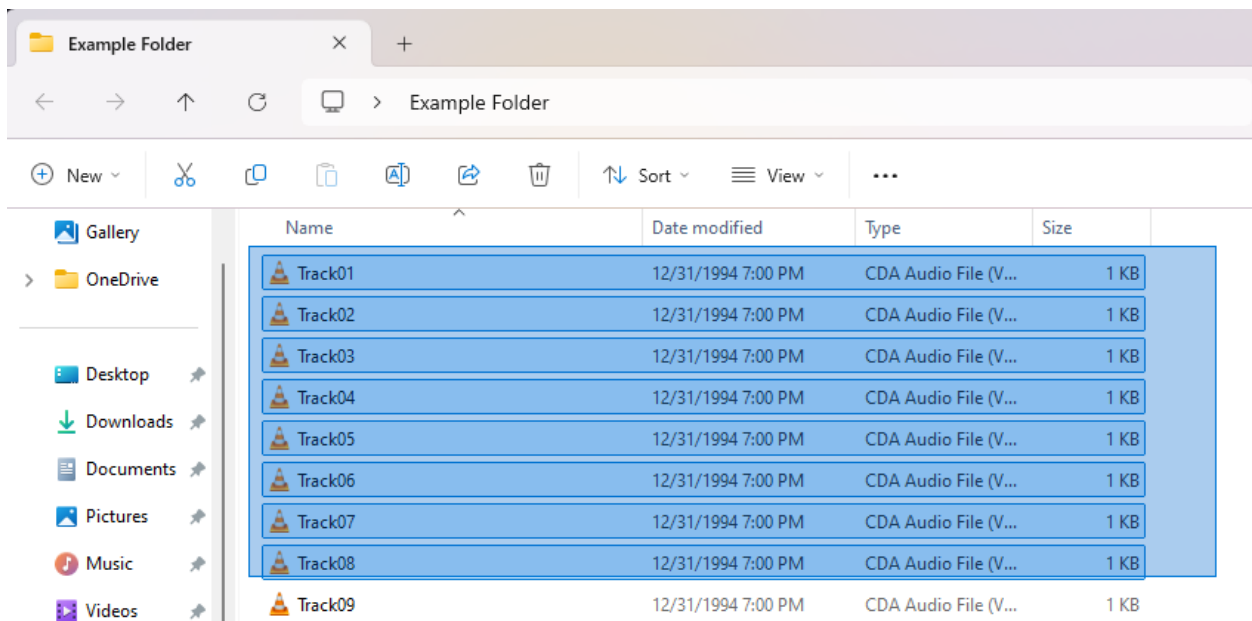 Example Folder
Example Folder
New
Sort
View
Gallery
OneDrive
Desktop
Downloads
Documents
Pictures
Music
Videos
Name Date modified Type Size
Track01 12/31/1994 7:00 PM CDA Audio File (V... 1 KB
Track02 12/31/1994 7:00 PM CDA Audio File (V... 1 KB
Track03 12/31/1994 7:00 PM CDA Audio File (V... 1 KB
Track04 12/31/1994 7:00 PM CDA Audio File (V... 1 KB
Track05 12/31/1994 7:00 PM CDA Audio File (V... 1 KB
Track06 12/31/1994 7:00 PM CDA Audio File (V... 1 KB
Track07 12/31/1994 7:00 PM CDA Audio File (V... 1 KB
Track08 12/31/1994 7:00 PM CDA Audio File (V... 1 KB
Track09 12/31/1994 7:00 PM CDA Audio File (V... 1 KB